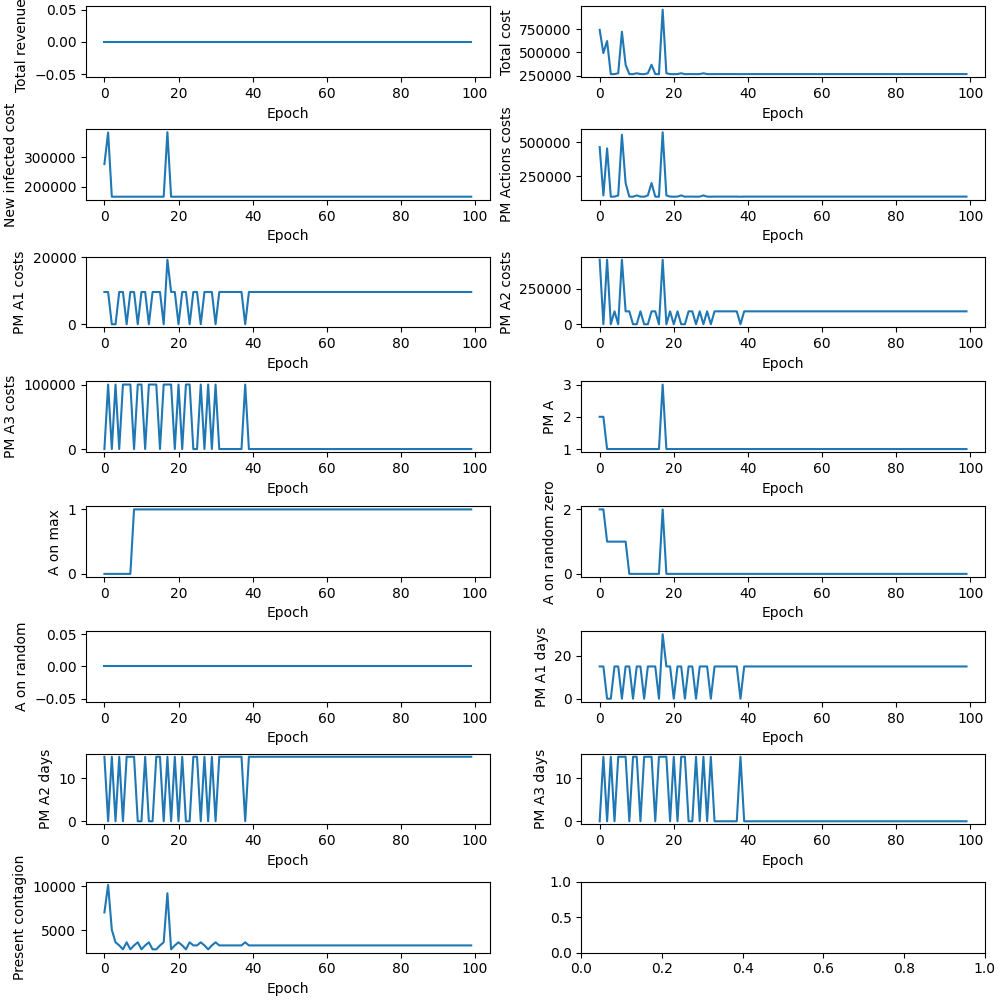 Total revenue
0.05
0.00
−0.05
0 20 40 60 80 100
Epoch
Total cost
750000
500000
250000
0 20 40 60 80 100
Epoch
New infected cost
300000
200000
0 20 40 60 80 100
Epoch
PM Actions costs
500000
250000
0 20 40 60 80 100
Epoch
PM A1 costs
20000
0
0 20 40 60 80 100
Epoch
PM A2 costs
250000
0
0 20 40 60 80 100
Epoch
PM A3 costs
100000
0
0 20 40 60 80 100
Epoch
PM A
3
2
1
0 20 40 60 80 100
Epoch
A on max
1
0
0 20 40 60 80 100
Epoch
A on random zero
2
0
0 20 40 60 80 100
Epoch
A on random
0.05
0.00
−0.05
0 20 40 60 80 100
Epoch
PM A1 days
20
0
0 20 40 60 80 100
Epoch
PM A2 days
10
0
0 20 40 60 80 100
Epoch
PM A3 days
10
0
0 20 40 60 80 100
Epoch
Present contagion
10000
5000
0 20 40 60 80 100
Epoch
1.0
0.5
0.0
0.0 0.2 0.4 0.6 0.8 1.0